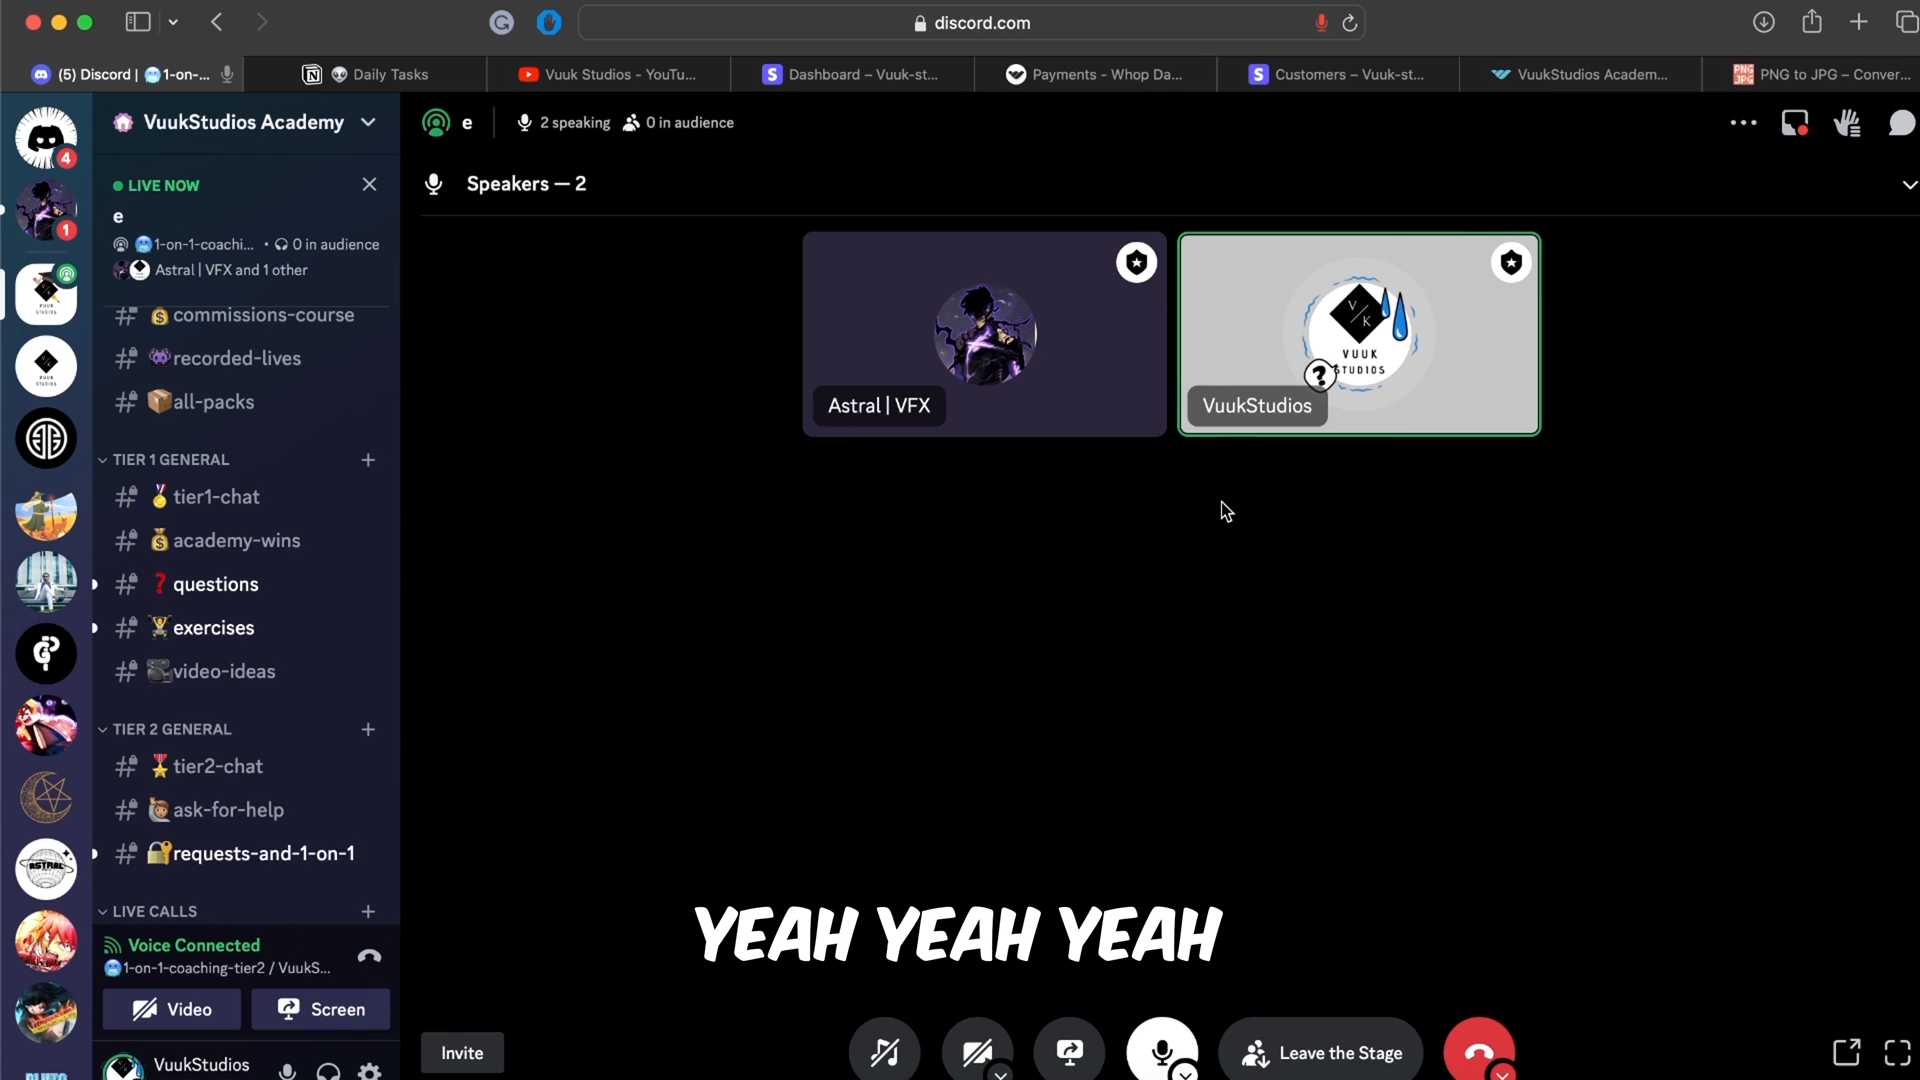 discord.com
(5) Discord | 🥶1-on-...
Daily Tasks
Vuuk Studios - YouTu...
Dashboard – Vuuk-st...
Payments - Whop Da...
Customers – Vuuk-st...
VuukStudios Academ...
PNG to JPG – Conver...
4
1
VuukStudios Academy
LIVE NOW
e
🥶1-on-1-coachi... • 0 in audience
Astral | VFX and 1 other
commissions-course
recorded-lives
all-packs
TIER 1 GENERAL
tier1-chat
academy-wins
questions
exercises
video-ideas
TIER 2 GENERAL
tier2-chat
ask-for-help
requests-and-1-on-1
LIVE CALLS
Voice Connected
🥶1-on-1-coaching-tier2 / VuukS...
Video
Screen
VuukStudios
e
2 speaking
0 in audience
Speakers — 2
Astral | VFX
V / K
VUUK
STUDIOS
VuukStudios
YEAH YEAH YEAH
Invite
Leave the Stage